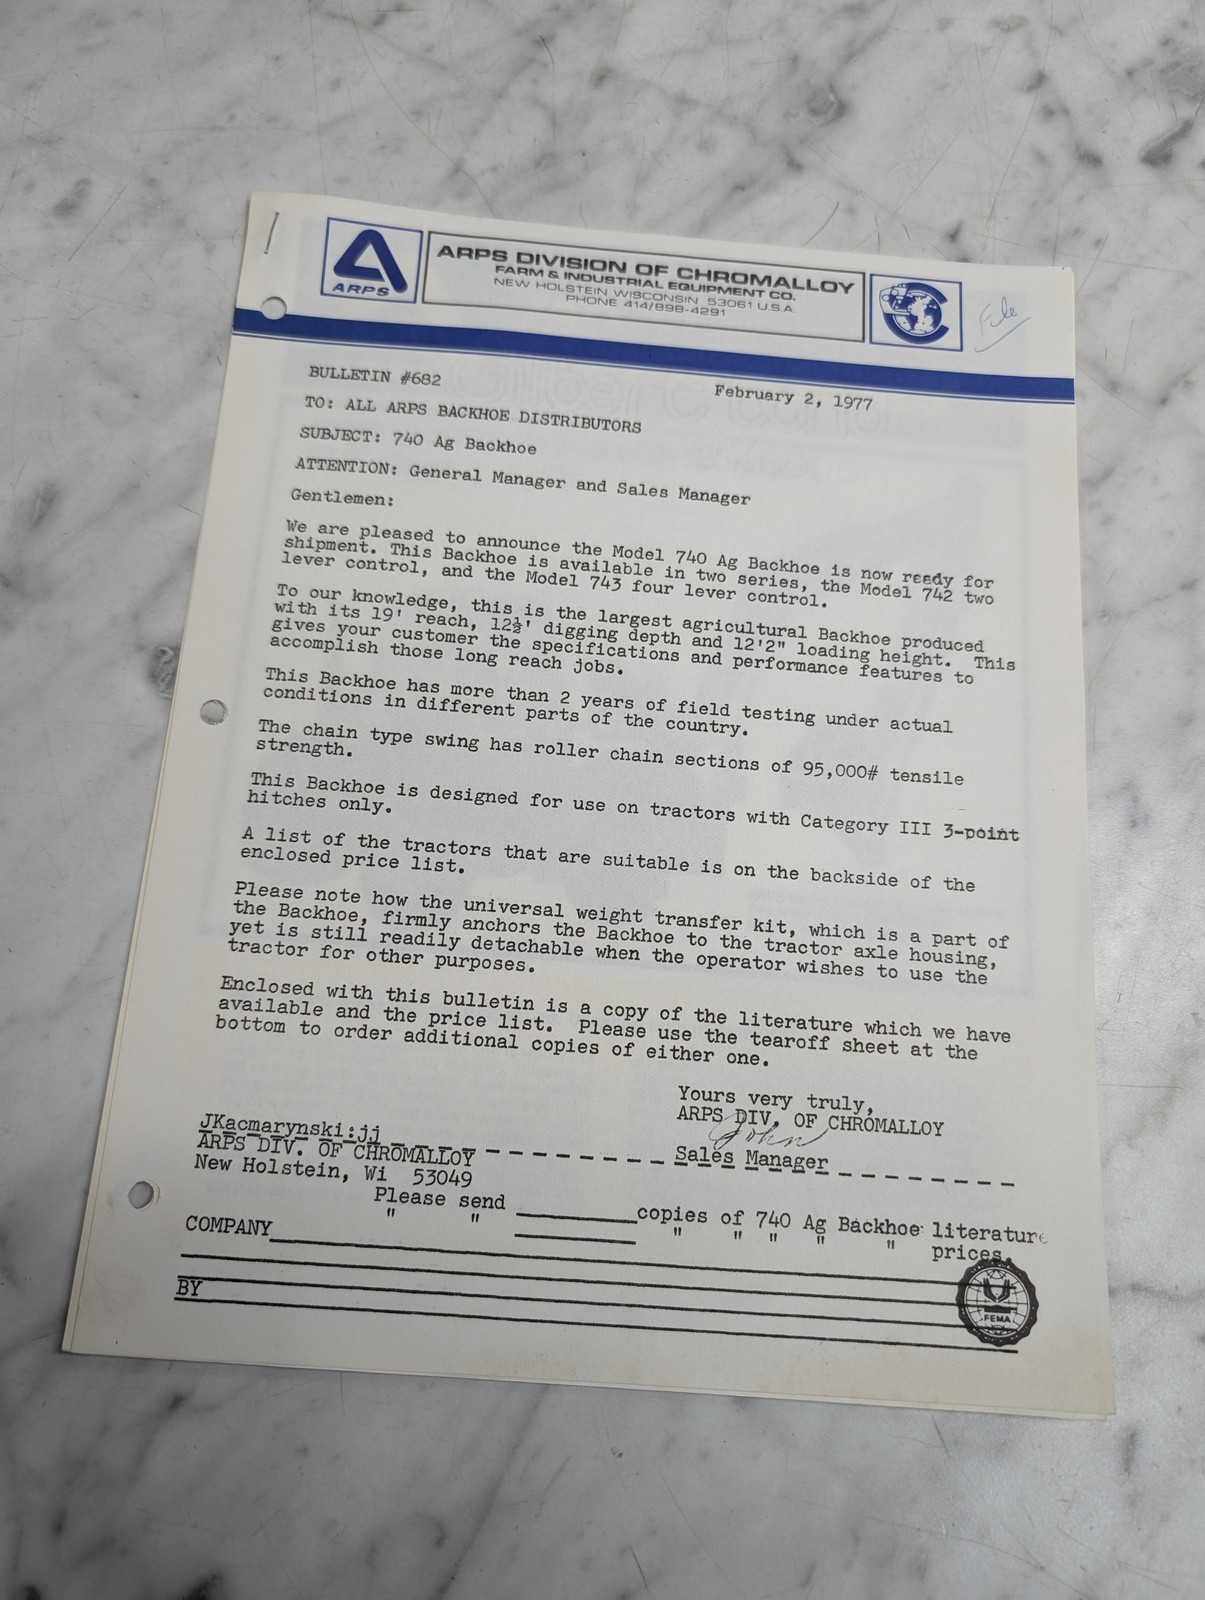 ARPS
ARPS DIVISION OF CHROMALLOY
FARM & INDUSTRIAL EQUIPMENT CO.
NEW HOLSTEIN WISCONSIN 53061 U.S.A.
PHONE 414/898-4291
File
BULLETIN #682
February 2, 1977
TO: ALL ARPS BACKHOE DISTRIBUTORS
SUBJECT: 740 Ag Backhoe
ATTENTION: General Manager and Sales Manager
Gentlemen:
We are pleased to announce the Model 740 Ag Backhoe is now ready for
shipment. This Backhoe is available in two series, the Model 742 two
lever control, and the Model 743 four lever control.
To our knowledge, this is the largest agricultural Backhoe produced
with its 19' reach, 12½' digging depth and 12'2" loading height.  This
gives your customer the specifications and performance features to
accomplish those long reach jobs.
This Backhoe has more than 2 years of field testing under actual
conditions in different parts of the country.
The chain type swing has roller chain sections of 95,000# tensile
strength.
This Backhoe is designed for use on tractors with Category III 3-point
hitches only.
A list of the tractors that are suitable is on the backside of the
enclosed price list.
Please note how the universal weight transfer kit, which is a part of
the Backhoe, firmly anchors the Backhoe to the tractor axle housing,
yet is still readily detachable when the operator wishes to use the
tractor for other purposes.
Enclosed with this bulletin is a copy of the literature which we have
available and the price list.  Please use the tearoff sheet at the
bottom to order additional copies of either one.
Yours very truly,
ARPS DIV. OF CHROMALLOY
John
Sales Manager
JKacmarynski:jj
ARPS DIV. OF CHROMALLOY
New Holstein, Wi  53049
Please send ________ copies of 740 Ag Backhoe literature
" " ________ " " " " " prices.
COMPANY
BY
FEMA